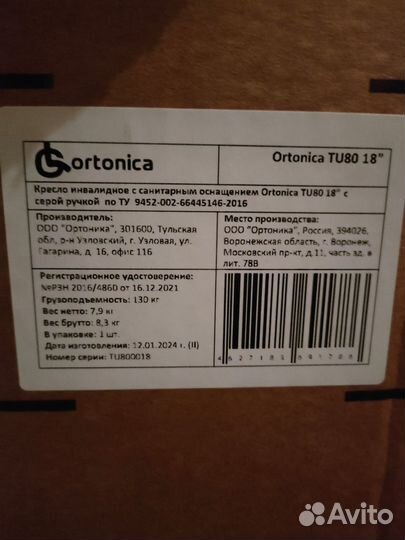 ortonica
Ortonica TU80 18"
Кресло инвалидное с санитарным оснащением Ortonica TU80 18" с
серой ручкой по ТУ 9452-002-66445146-2016
Производитель:
ООО "Ортоника", 301600, Тульская
обл, р-н Узловский, г. Узловая, ул.
Гагарина, д. 16, офис 116
Место производства:
ООО "Ортоника", Россия, 394026,
Воронежская область, г. Воронеж,
Московский пр-кт, д.11, часть зд. в
лит. 78В
Регистрационное удостоверение:
№РЗН 2016/4860 от 16.12.2021
Грузоподъемность: 130 кг
Вес нетто: 7,9 кг
Вес брутто: 8,3 кг
В упаковке: 1 шт.
Дата изготовления: 12.01.2024 г. (II)
Номер серии: TU800018
Avito